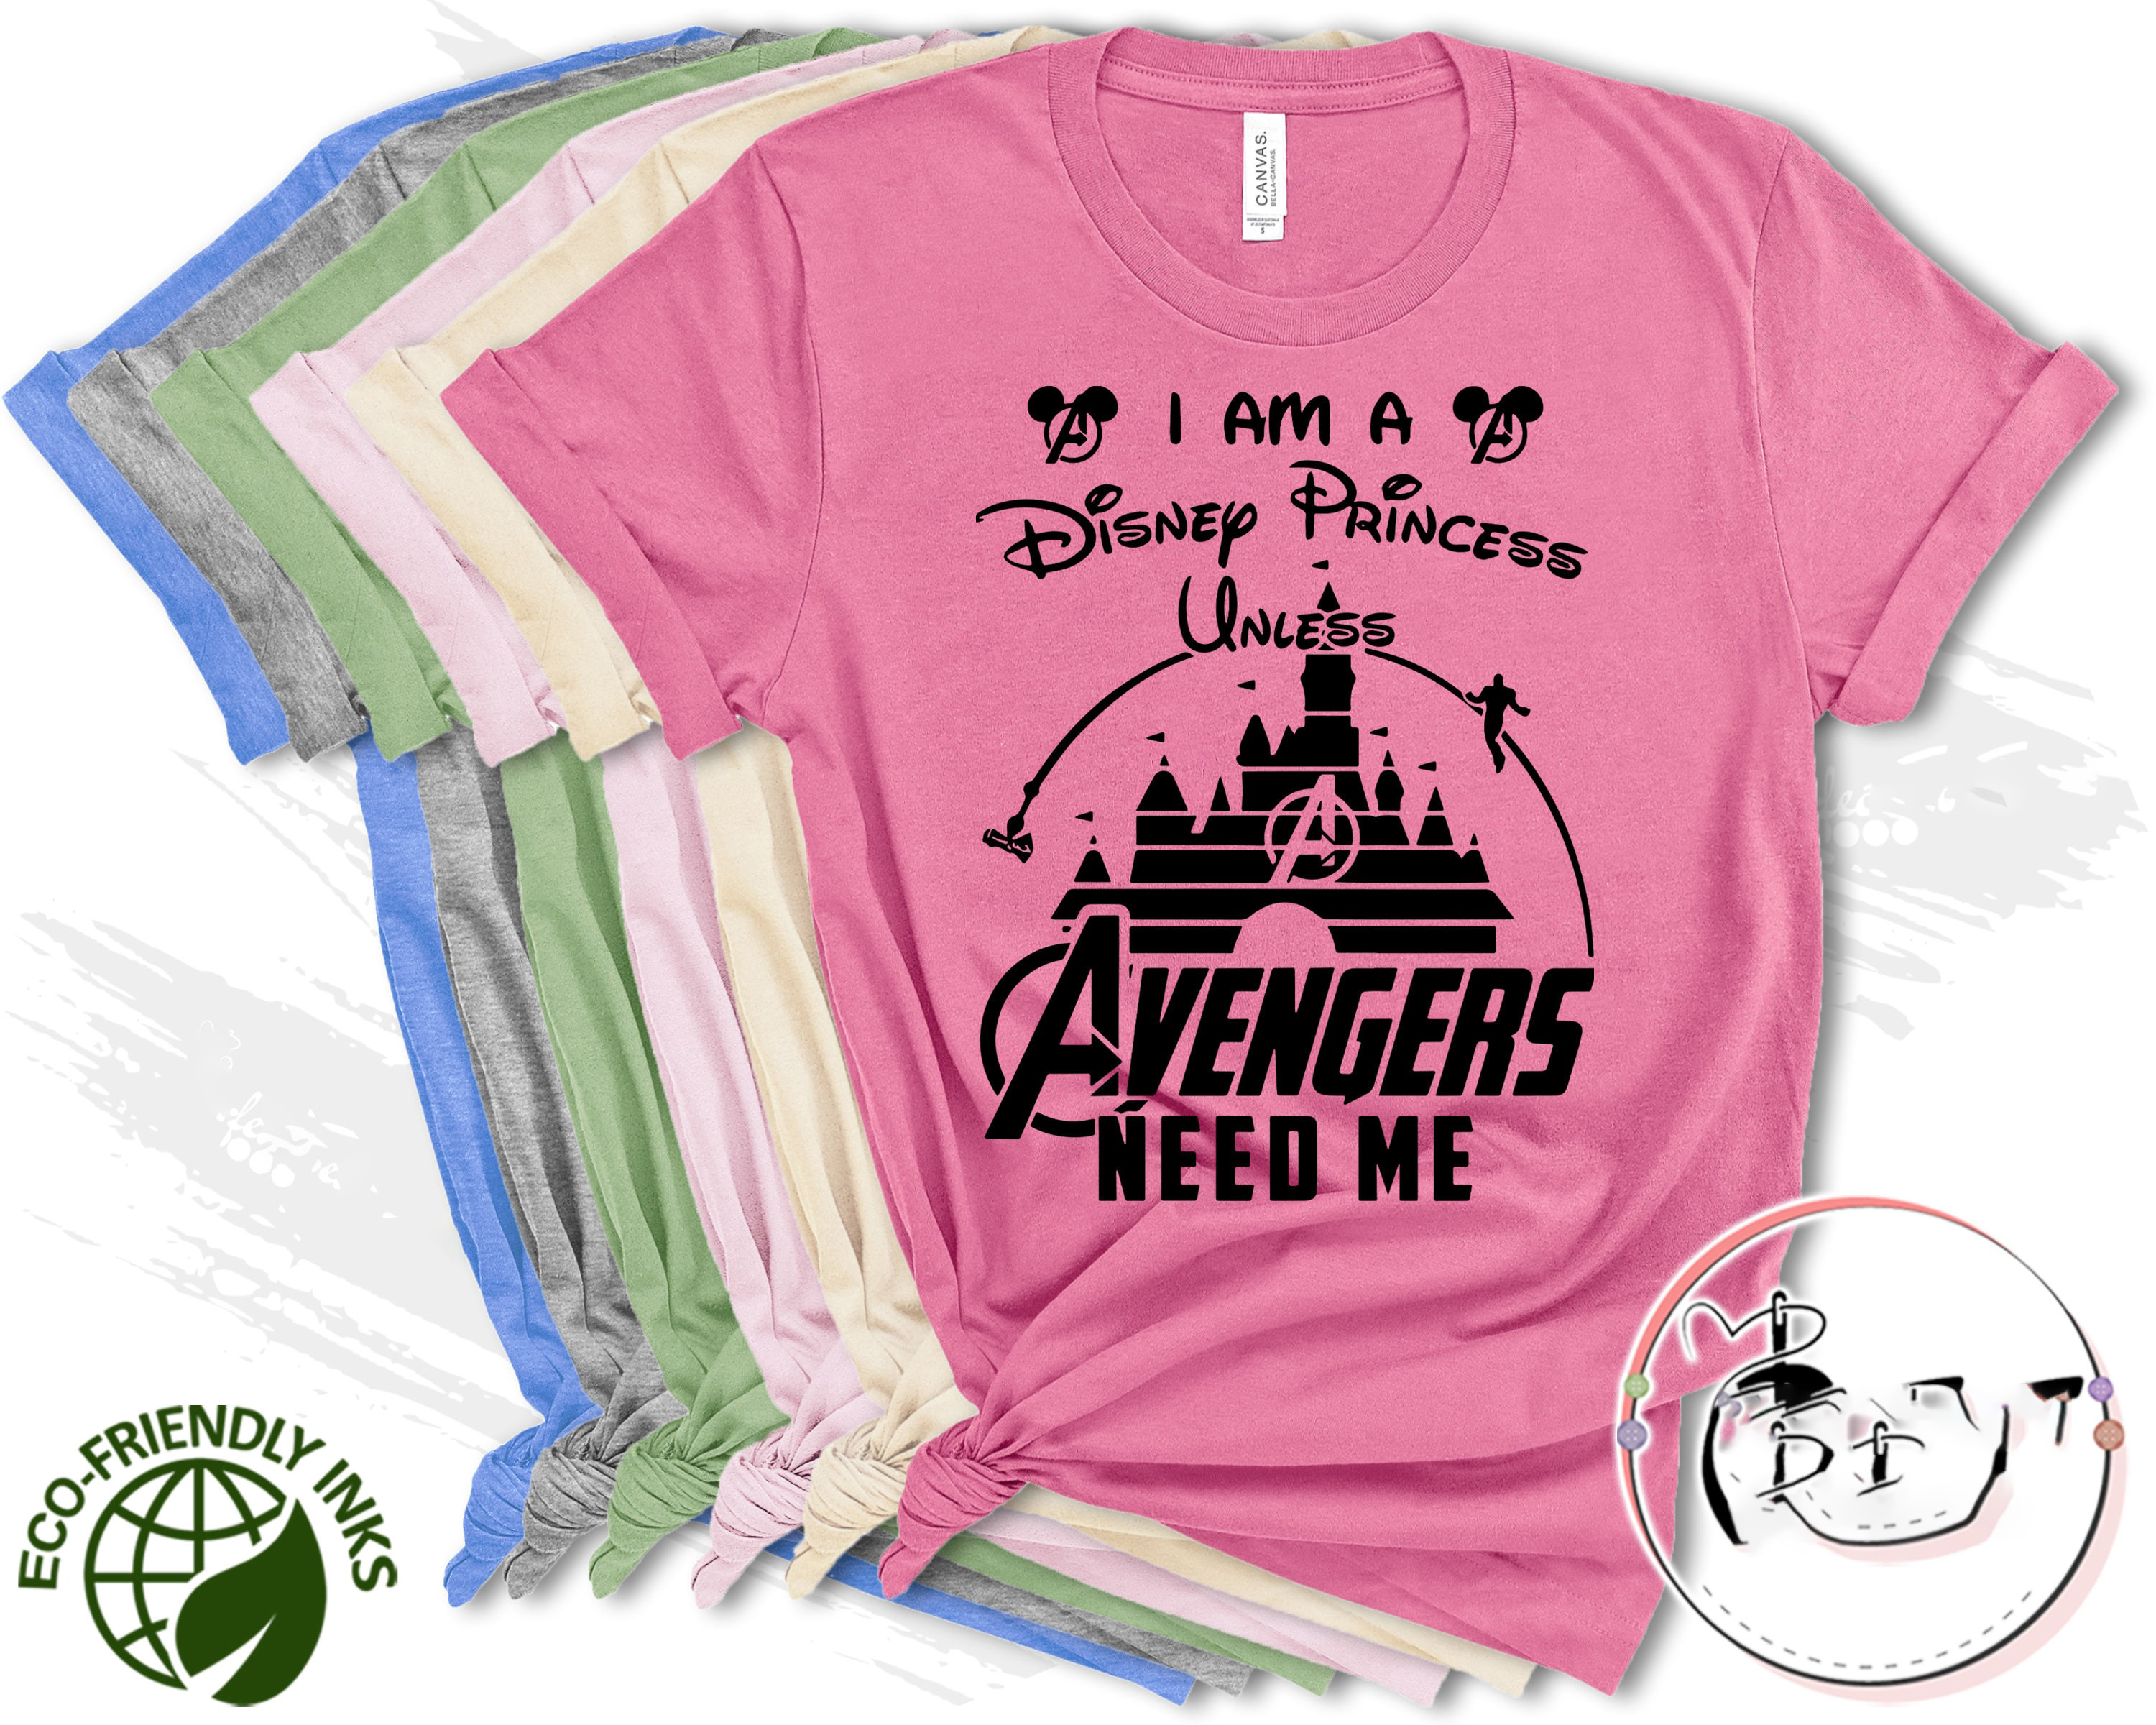 CANVAS.
BELLA+CANVAS.
S
I AM A
DISNEY PRINCESS
UNLESS
AVENGERS
NEED ME
ECO-FRIENDLY INKS